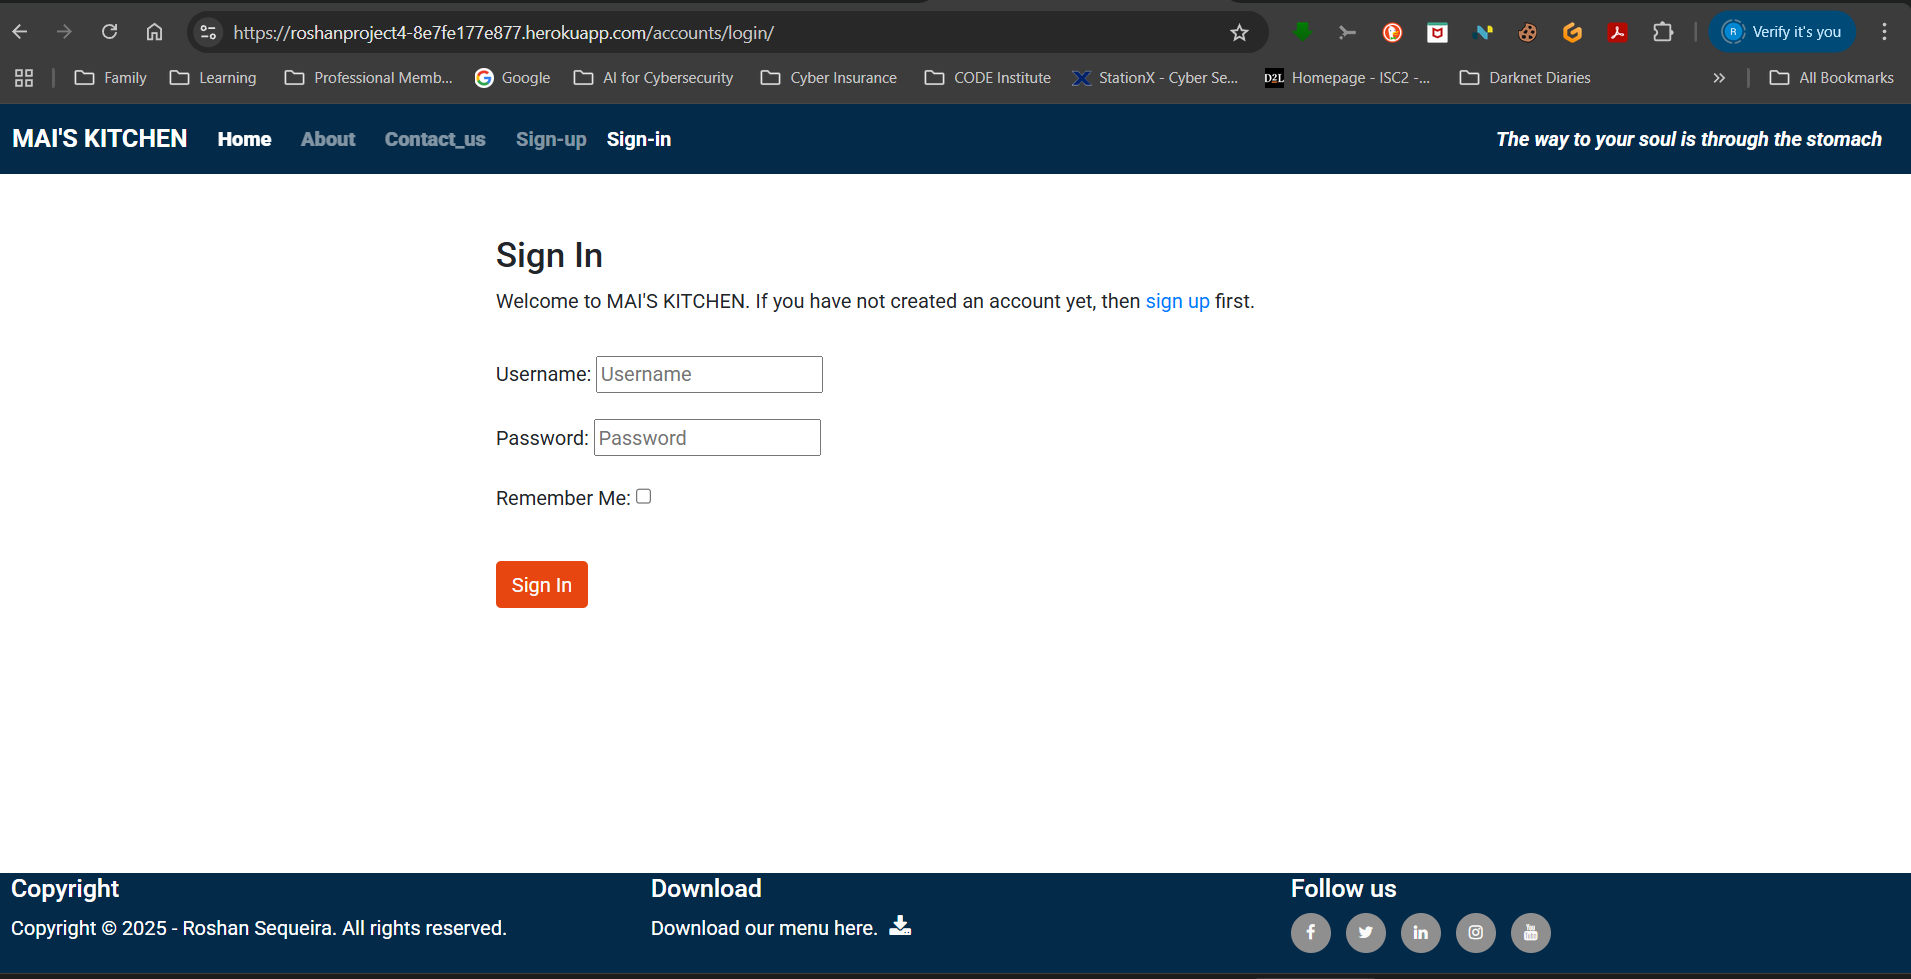 https://roshanproject4-8e7fe177e877.herokuapp.com/accounts/login/ Verify it's you
Family Learning Professional Memb... Google AI for Cybersecurity Cyber Insurance CODE Institute StationX - Cyber Se... D2L Homepage - ISC2 -... Darknet Diaries » All Bookmarks
MAI'S KITCHEN Home About Contact_us Sign-up Sign-in The way to your soul is through the stomach
Sign In
Welcome to MAI'S KITCHEN. If you have not created an account yet, then sign up first.
Username: Username
Password: Password
Remember Me:
Sign In
Copyright Download Follow us
Copyright © 2025 - Roshan Sequeira. All rights reserved. Download our menu here.